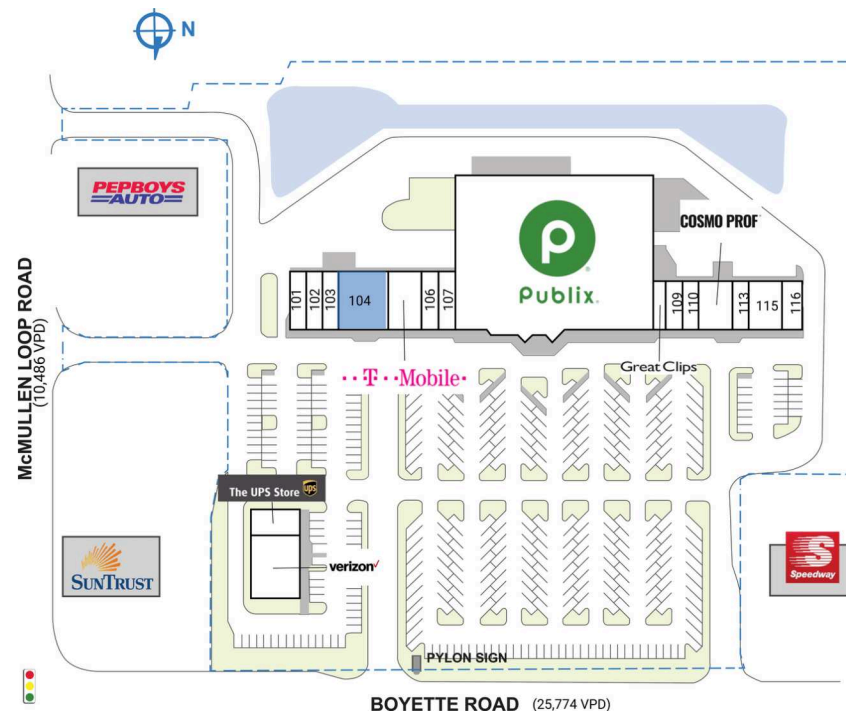 N
PEPBOYS
AUTO
COSMO PROF
publix.
101
102
103
104
106
107
109
110
113
115
116
T Mobile
Great Clips
McMULLEN LOOP ROAD
(10,486 VPD)
The UPS Store
ups
SUNTRUST
verizon
S
Speedway
PYLON SIGN
BOYETTE ROAD (25,774 VPD)